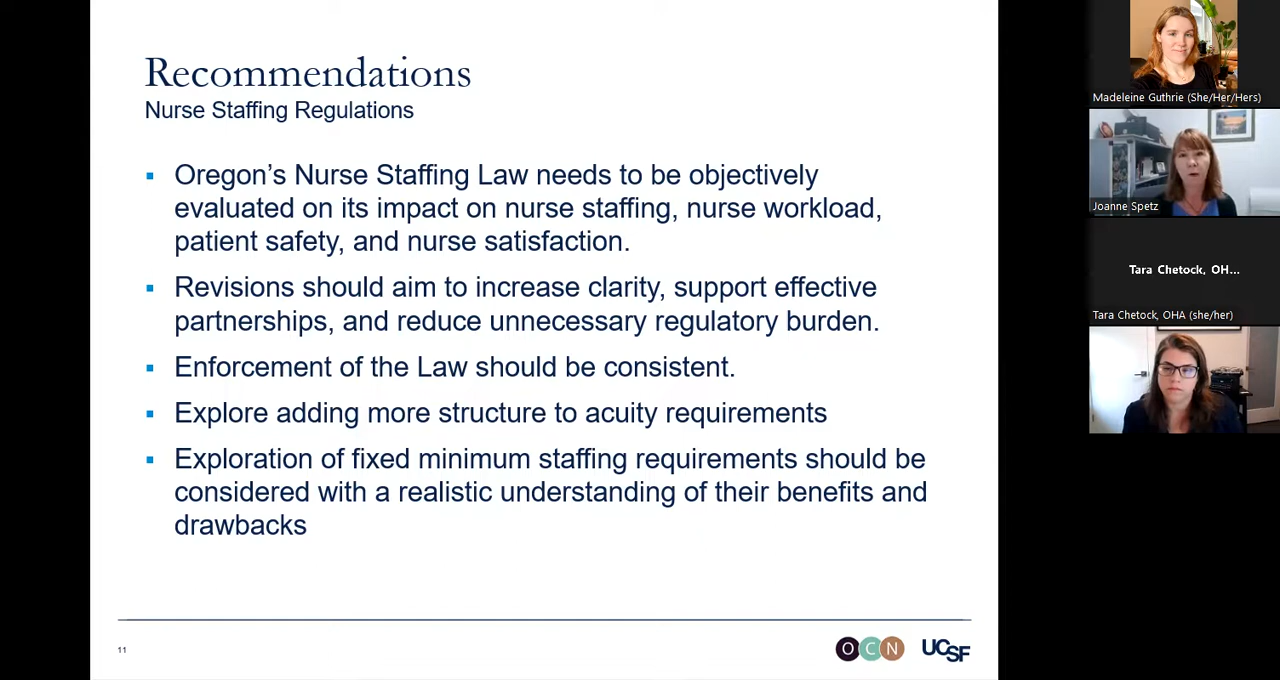 Recommendations
Nurse Staffing Regulations
▪ Oregon’s Nurse Staffing Law needs to be objectively
evaluated on its impact on nurse staffing, nurse workload,
patient safety, and nurse satisfaction.
▪ Revisions should aim to increase clarity, support effective
partnerships, and reduce unnecessary regulatory burden.
▪ Enforcement of the Law should be consistent.
▪ Explore adding more structure to acuity requirements
▪ Exploration of fixed minimum staffing requirements should be
considered with a realistic understanding of their benefits and
drawbacks
11
OCN
UCSF
Madeleine Guthrie (She/Her/Hers)
Joanne Spetz
Tara Chetock, OH...
Tara Chetock, OHA (she/her)